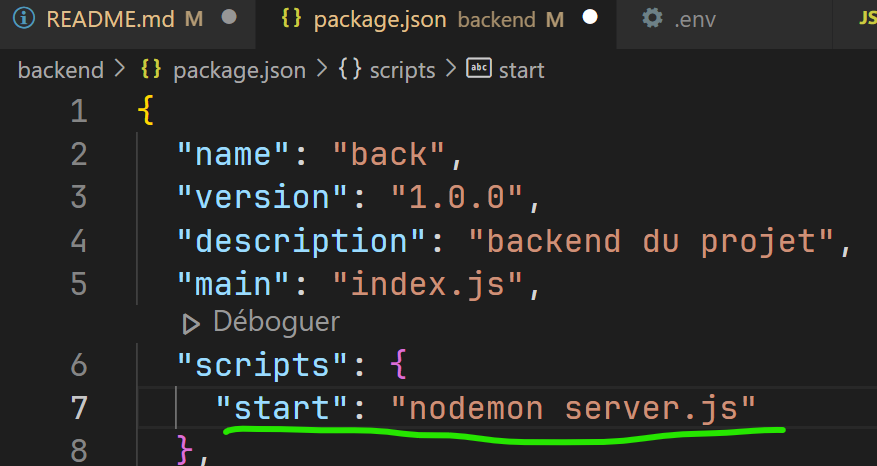 README.md M
{} package.json backend M
.env
JS
backend > {} package.json > {} scripts > abc start
1 {
2 "name": "back",
3 "version": "1.0.0",
4 "description": "backend du projet",
5 "main": "index.js",
Déboguer
6 "scripts": {
7 "start": "nodemon server.js"
8 },